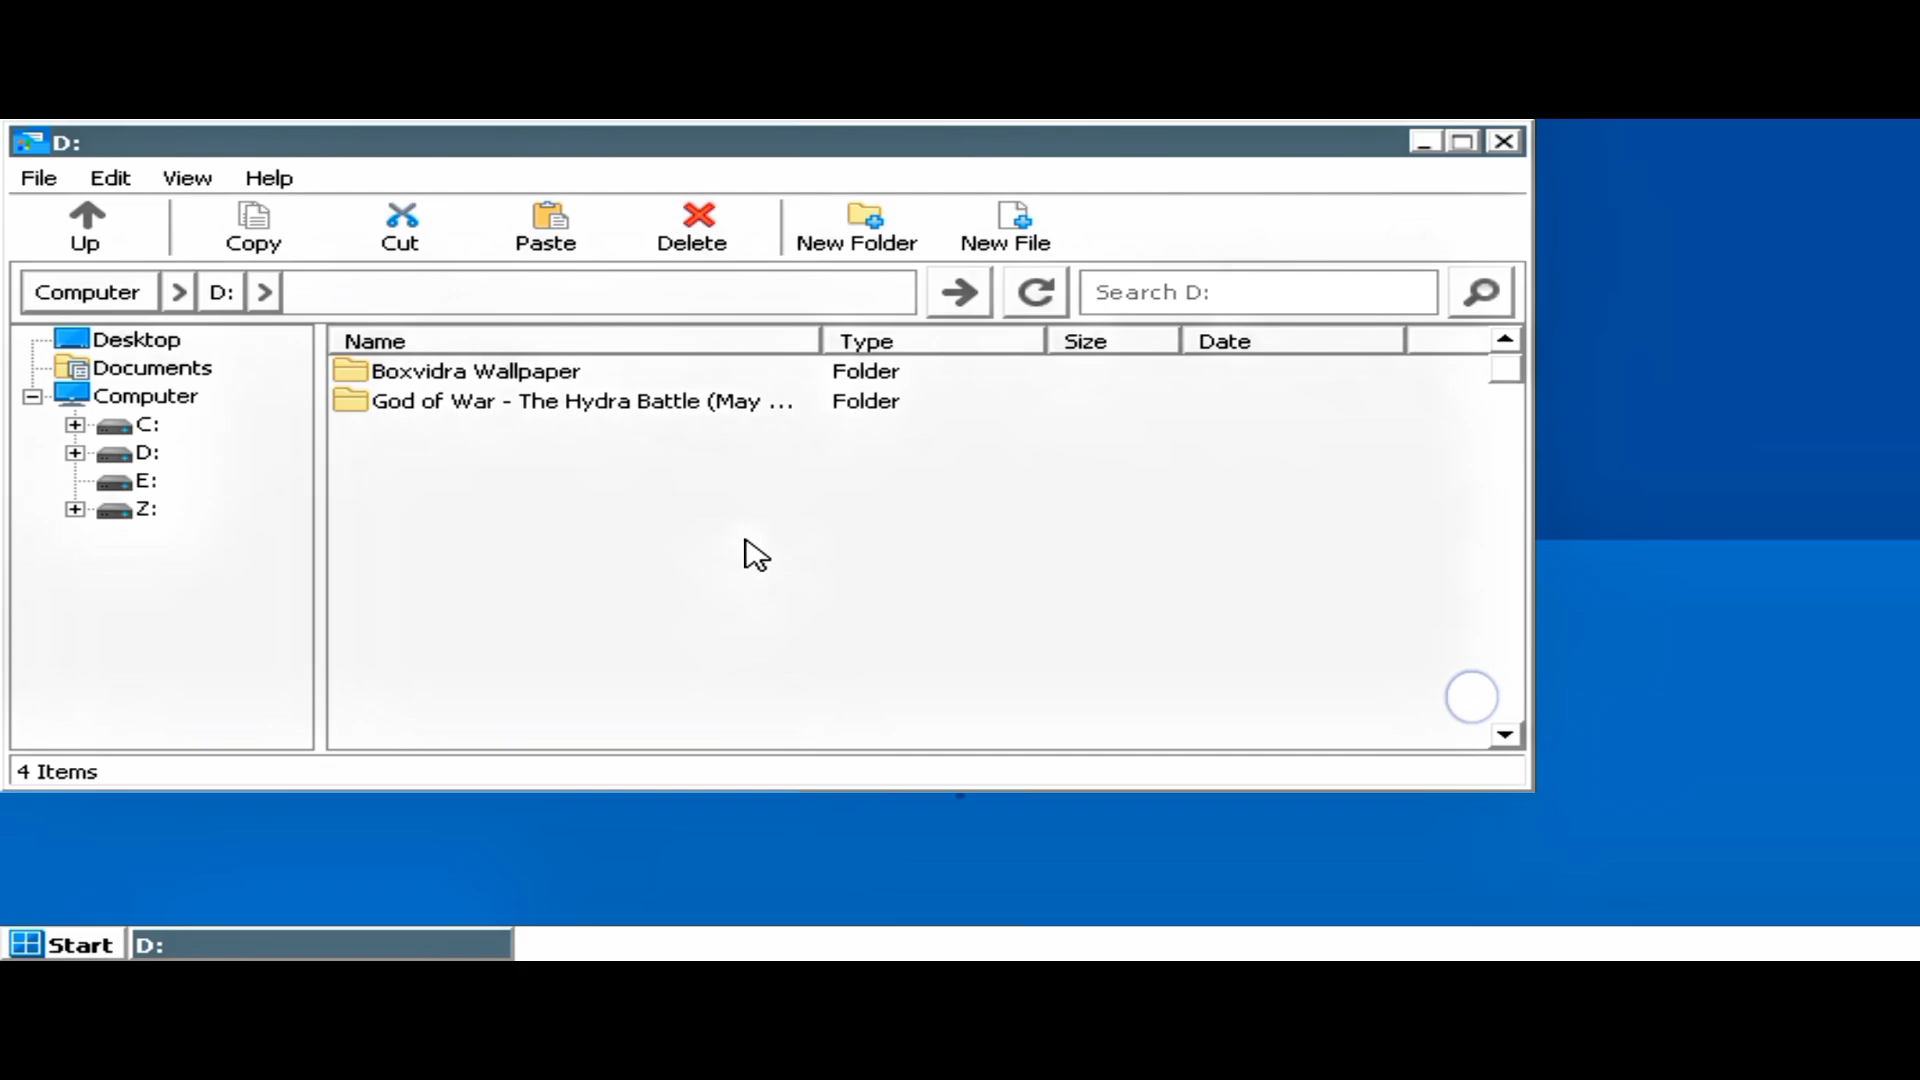 D:
File Edit View Help
Up Copy Cut Paste Delete New Folder New File
Computer > D: > Search D:
Desktop
Documents
Computer
C:
D:
E:
Z:
Name Type Size Date
Boxvidra Wallpaper Folder
God of War - The Hydra Battle (May ... Folder
4 Items
Start D: